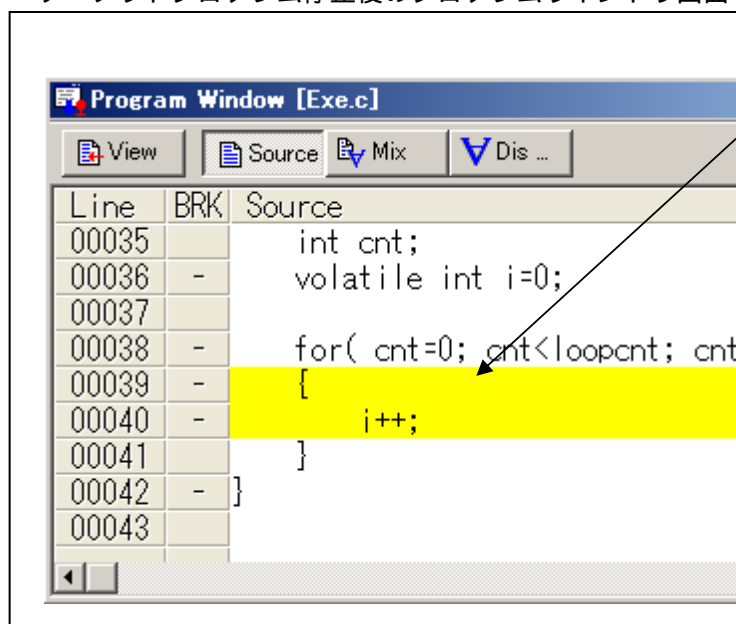 Program Window [Exe.c]
View Source Mix Dis ...
Line BRK Source
00035 int cnt;
00036 - volatile int i=0;
00037
00038 - for( cnt=0; cnt<loopcnt; cnt
00039 - {
00040 - i++;
00041 }
00042 - }
00043